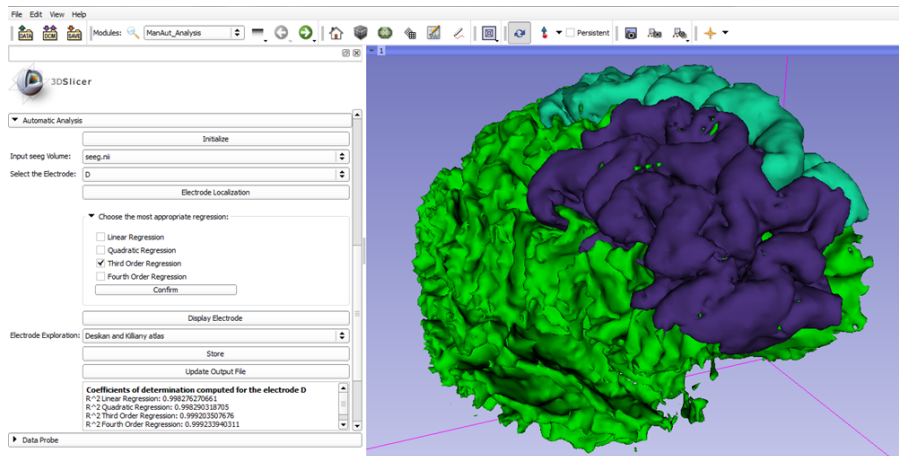 File Edit View Help
DATA DCM SAVE Modules: ManAut_Analysis Persistent
1
3DSlicer
Automatic Analysis
Initialize
Input seeg Volume: seeg.nii
Select the Electrode: D
Electrode Localization
Choose the most appropriate regression:
Linear Regression
Quadratic Regression
Third Order Regression
Fourth Order Regression
Confirm
Display Electrode
Electrode Exploration: Desikan and Killiany atlas
Store
Update Output File
Coefficients of determination computed for the electrode D
R^2 Linear Regression: 0.998276270661
R^2 Quadratic Regression: 0.998290318705
R^2 Third Order Regression: 0.999203507676
R^2 Fourth Order Regression: 0.999233940311
Data Probe